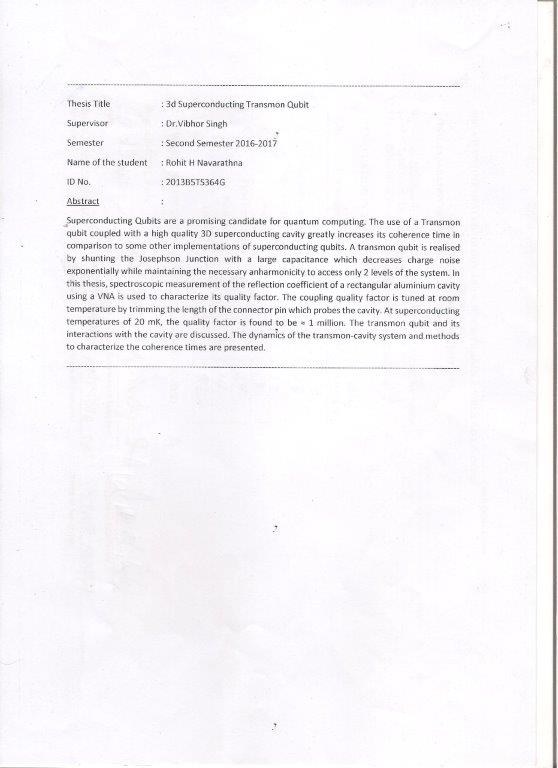 Thesis Title : 3d Superconducting Transmon Qubit
Supervisor : Dr.Vibhor Singh
Semester : Second Semester 2016-2017
Name of the student : Rohit H Navarathna
ID No. : 2013B5TS364G
Abstract :
Superconducting Qubits are a promising candidate for quantum computing. The use of a Transmon
qubit coupled with a high quality 3D superconducting cavity greatly increases its coherence time in
comparison to some other implementations of superconducting qubits. A transmon qubit is realised
by shunting the Josephson Junction with a large capacitance which decreases charge noise
exponentially while maintaining the necessary anharmonicity to access only 2 levels of the system. In
this thesis, spectroscopic measurement of the reflection coefficient of a rectangular aluminium cavity
using a VNA is used to characterize its quality factor. The coupling quality factor is tuned at room
temperature by trimming the length of the connector pin which probes the cavity. At superconducting
temperatures of 20 mK, the quality factor is found to be ≈ 1 million. The transmon qubit and its
interactions with the cavity are discussed. The dynamics of the transmon-cavity system and methods
to characterize the coherence times are presented.